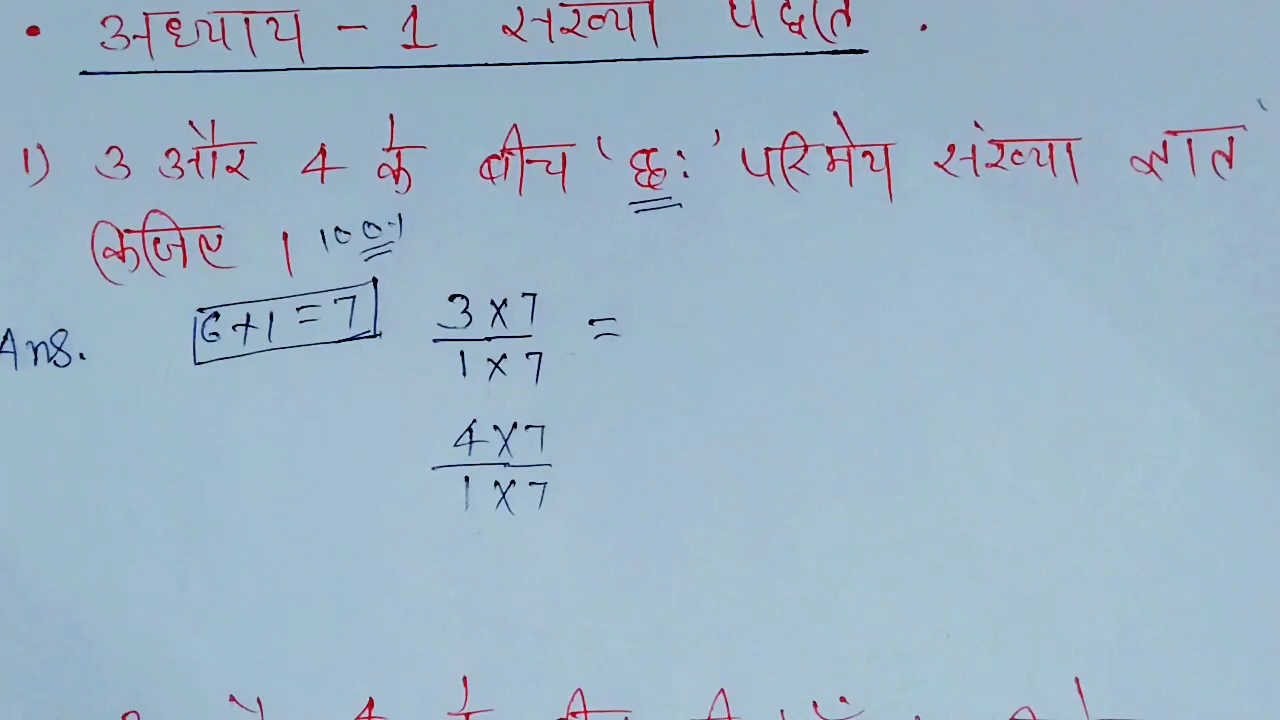 • अध्याय - 1 संख्या पद्धति .
1) 3 और 4 के बीच 'छः' परिमेय संख्या ज्ञात
किजिए । 100%
Ans. 6+1=7 3×7 =
1×7
4×7
1×7